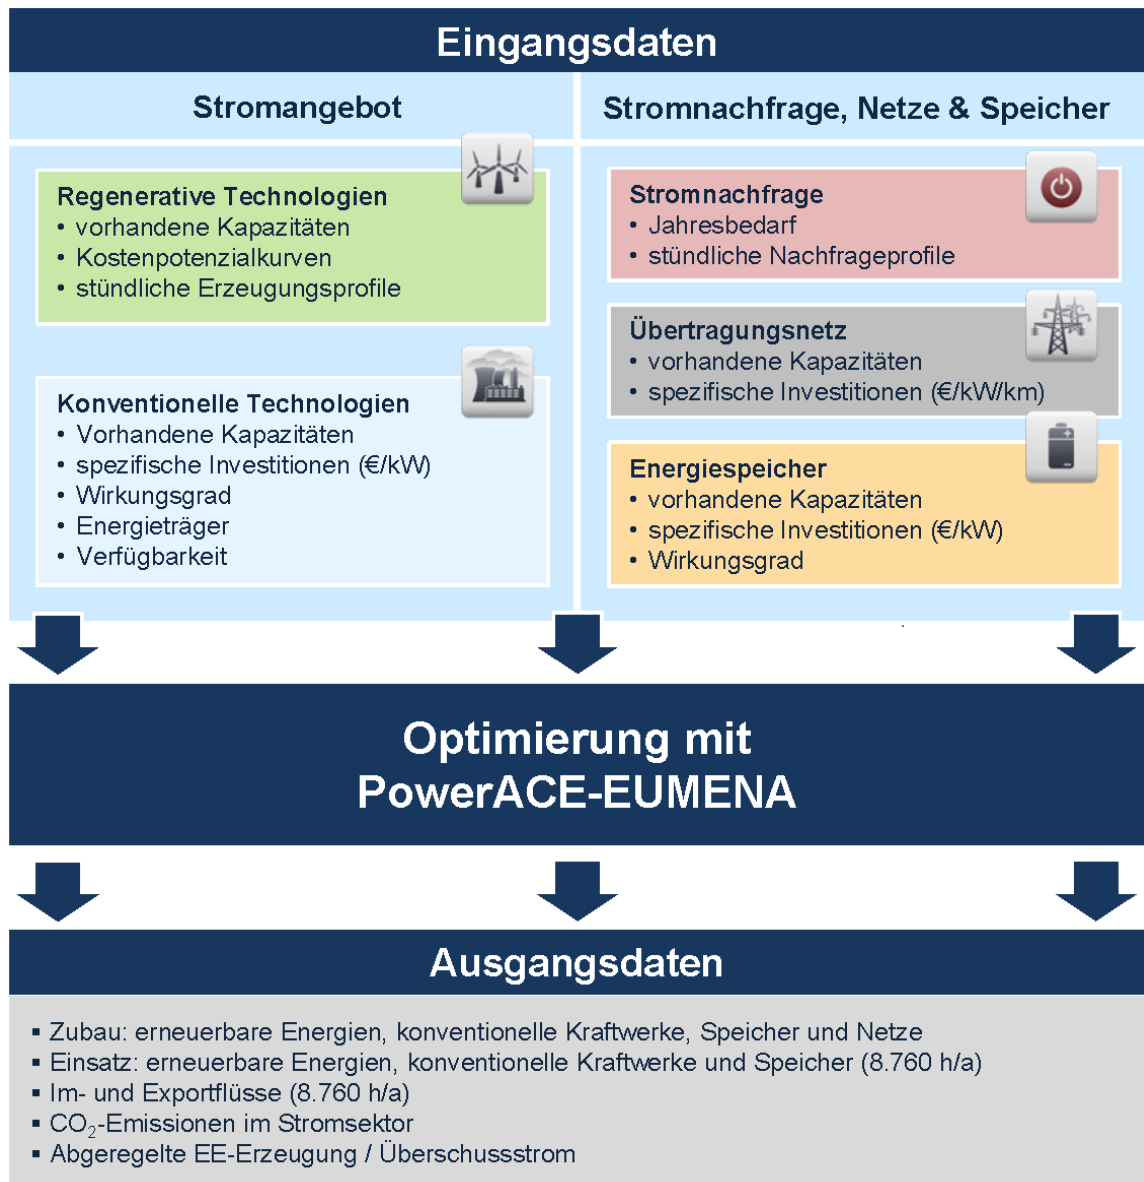 Eingangsdaten
Stromangebot
Regenerative Technologien
• vorhandene Kapazitäten
• Kostenpotenzialkurven
• stündliche Erzeugungsprofile
Konventionelle Technologien
• Vorhandene Kapazitäten
• spezifische Investitionen (€/kW)
• Wirkungsgrad
• Energieträger
• Verfügbarkeit
Stromnachfrage, Netze & Speicher
Stromnachfrage
• Jahresbedarf
• stündliche Nachfrageprofile
Übertragungsnetz
• vorhandene Kapazitäten
• spezifische Investitionen (€/kW/km)
Energiespeicher
• vorhandene Kapazitäten
• spezifische Investitionen (€/kW)
• Wirkungsgrad
Optimierung mit
PowerACE-EUMENA
Ausgangsdaten
▪ Zubau: erneuerbare Energien, konventionelle Kraftwerke, Speicher und Netze
▪ Einsatz: erneuerbare Energien, konventionelle Kraftwerke und Speicher (8.760 h/a)
▪ Im- und Exportflüsse (8.760 h/a)
▪ CO₂-Emissionen im Stromsektor
▪ Abgeregelte EE-Erzeugung / Überschussstrom